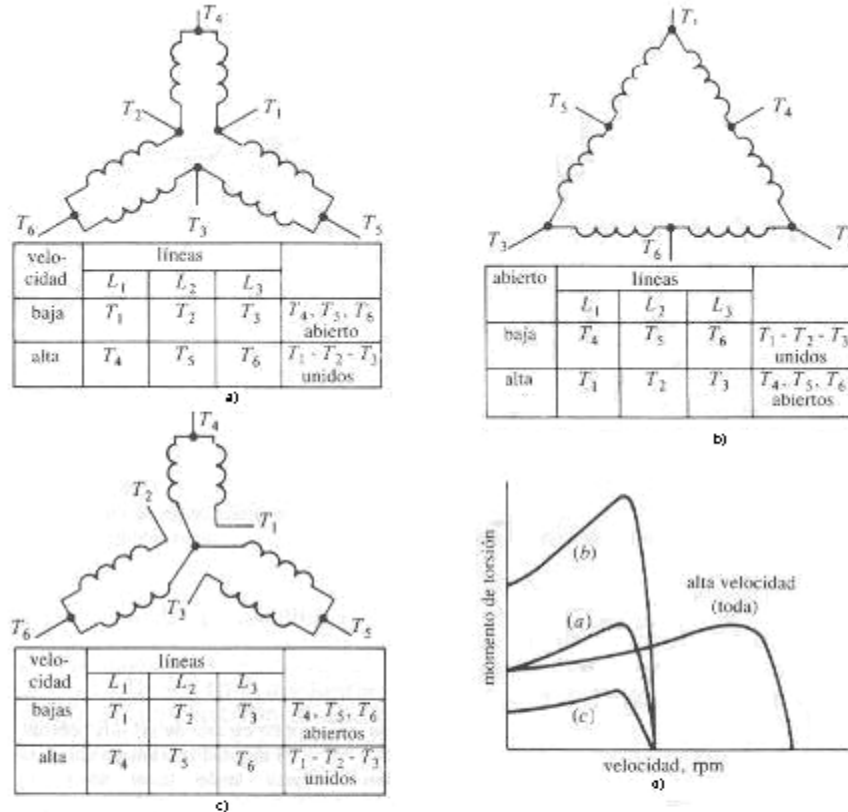 T₄
T₂
T₁
T₃
T₆
T₅
velo-
cidad
líneas
L₁ L₂ L₃
baja T₁ T₂ T₃ T₄, T₅, T₆
abierto
alta T₄ T₅ T₆ T₁ - T₂ - T₃
unidos
a)
T₁
T₅
T₄
T₃
T₆
T
abierto
líneas
L₁ L₂ L₃
baja T₄ T₅ T₆ T₁ - T₂ - T₃
unidos
alta T₁ T₂ T₃ T₄, T₅, T₆
abiertos
b)
T₄
T₂
T₁
T₃
T₆
T₅
velo-
cidad
líneas
L₁ L₂ L₃
bajas T₁ T₂ T₃ T₄, T₅, T₆
abiertos
alta T₄ T₅ T₆ T₁ - T₂ - T₃
unidos
c)
momento de torsión
(b)
alta velocidad
(toda)
(a)
(c)
velocidad, rpm